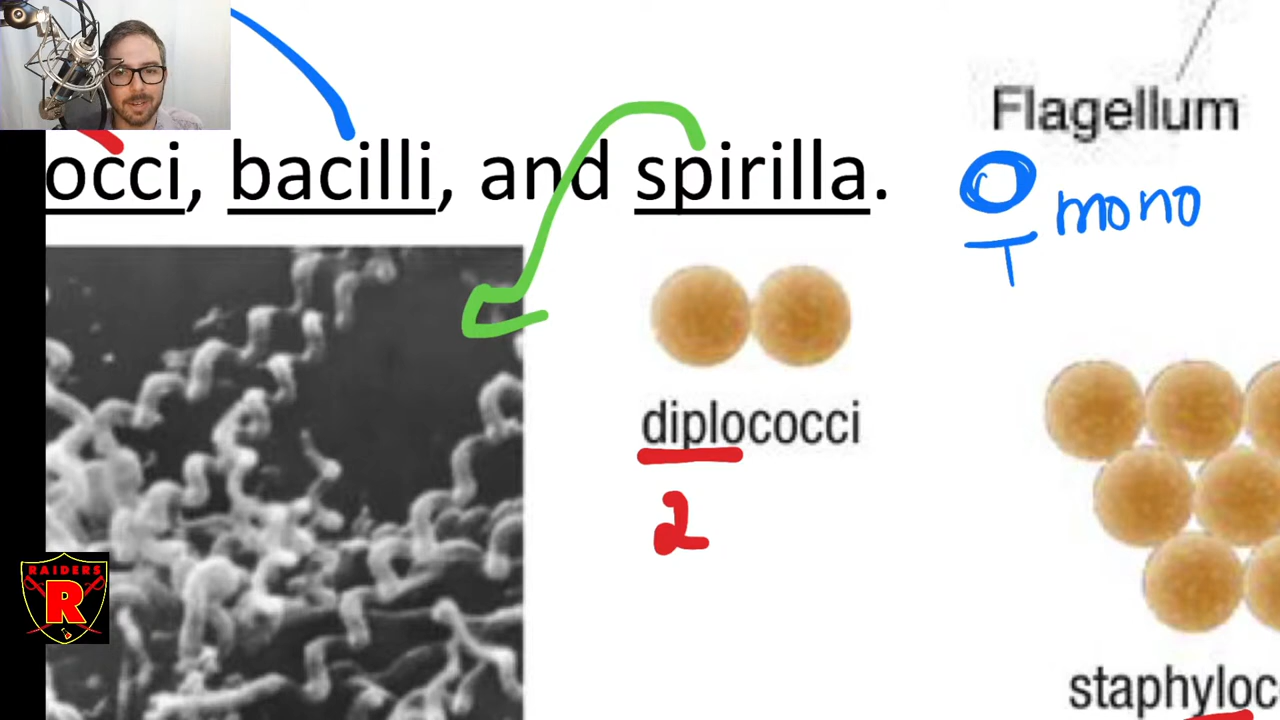 Flagellum
occi, bacilli, and spirilla.
mono
diplococci
2
RAIDERS
R
staphyloc